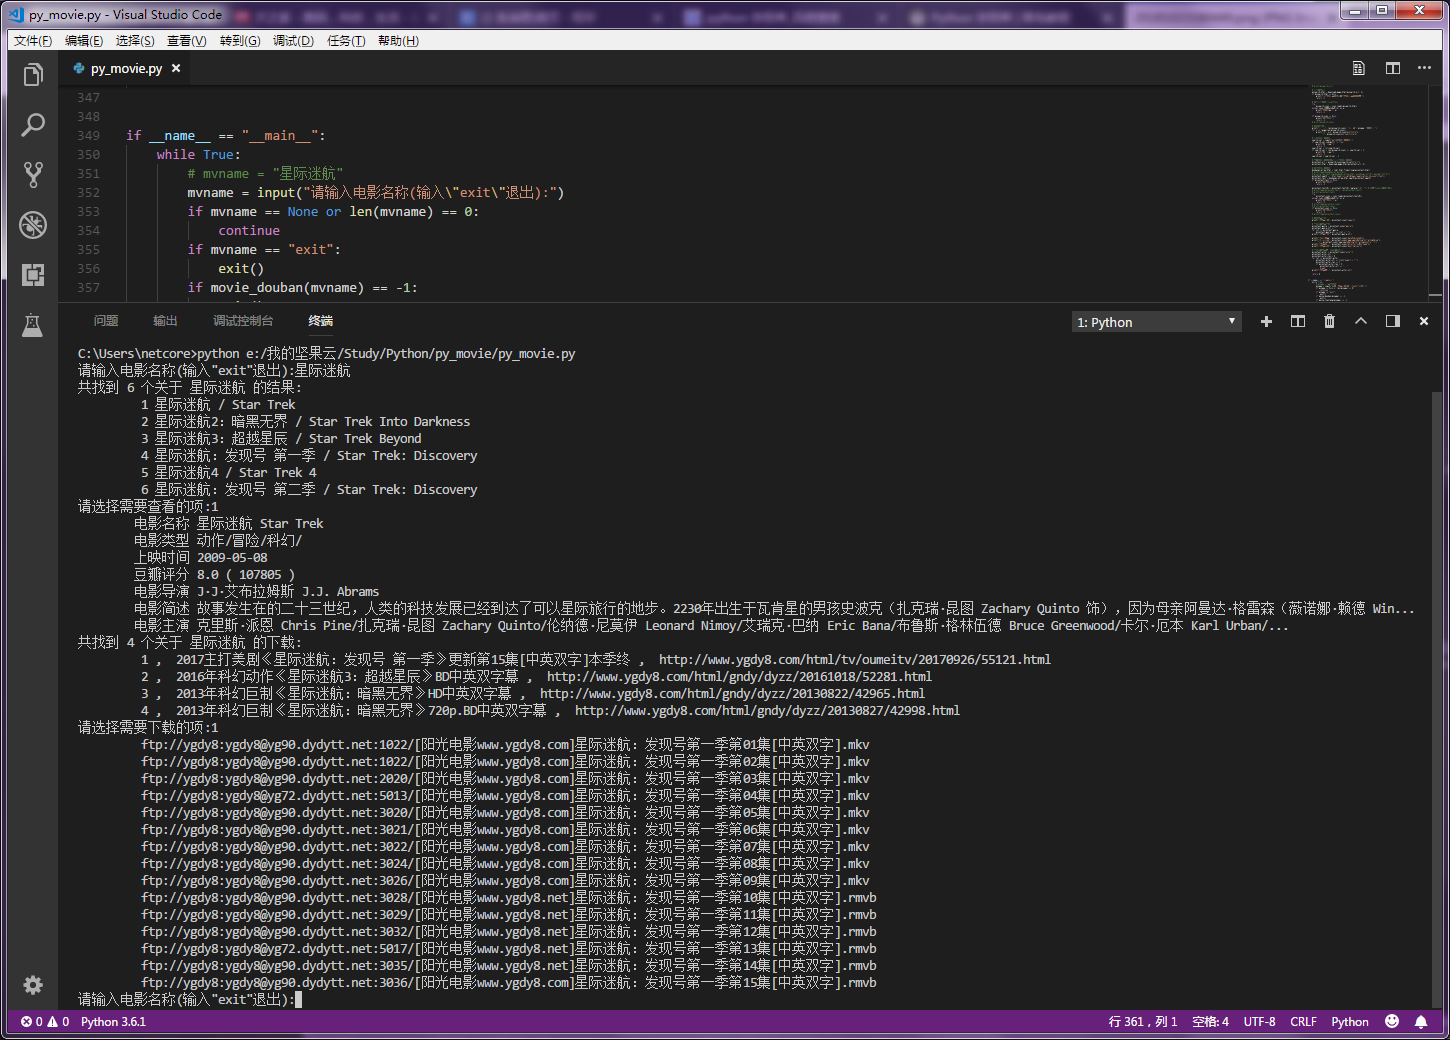 py_movie.py - Visual Studio Code
文件(F) 编辑(E) 选择(S) 查看(V) 转到(G) 调试(D) 任务(T) 帮助(H)
py_movie.py ×
347
348
349 if __name__ == "__main__":
350 while True:
351 # mvname = "星际迷航"
352 mvname = input("请输入电影名称(输入\"exit\"退出):")
353 if mvname == None or len(mvname) == 0:
354 continue
355 if mvname == "exit":
356 exit()
357 if movie_douban(mvname) == -1:
问题 输出 调试控制台 终端 1: Python
C:\Users\netcore>python e:/我的坚果云/Study/Python/py_movie/py_movie.py
请输入电影名称(输入"exit"退出):星际迷航
共找到 6 个关于 星际迷航 的结果:
1 星际迷航 / Star Trek
2 星际迷航2：暗黑无界 / Star Trek Into Darkness
3 星际迷航3：超越星辰 / Star Trek Beyond
4 星际迷航：发现号 第一季 / Star Trek: Discovery
5 星际迷航4 / Star Trek 4
6 星际迷航：发现号 第二季 / Star Trek: Discovery
请选择需要查看的项:1
电影名称 星际迷航 Star Trek
电影类型 动作/冒险/科幻/
上映时间 2009-05-08
豆瓣评分 8.0 ( 107805 )
电影导演 J·J·艾布拉姆斯 J.J. Abrams
电影简述 故事发生在的二十三世纪，人类的科技发展已经到达了可以星际旅行的地步。2230年出生于瓦肯星的男孩史波克（扎克瑞·昆图 Zachary Quinto 饰），因为母亲阿曼达·格雷森（薇诺娜·赖德 Win...
电影主演 克里斯·派恩 Chris Pine/扎克瑞·昆图 Zachary Quinto/伦纳德·尼莫伊 Leonard Nimoy/艾瑞克·巴纳 Eric Bana/布鲁斯·格林伍德 Bruce Greenwood/卡尔·厄本 Karl Urban/...
共找到 4 个关于 星际迷航 的下载:
1 ， 2017主打美剧《星际迷航：发现号 第一季》更新第15集[中英双字]本季终 ， http://www.ygdy8.com/html/tv/oumeitv/20170926/55121.html
2 ， 2016年科幻动作《星际迷航3：超越星辰》BD中英双字幕 ， http://www.ygdy8.com/html/gndy/dyzz/20161018/52281.html
3 ， 2013年科幻巨制《星际迷航：暗黑无界》HD中英双字幕 ， http://www.ygdy8.com/html/gndy/dyzz/20130822/42965.html
4 ， 2013年科幻巨制《星际迷航：暗黑无界》720p.BD中英双字幕 ， http://www.ygdy8.com/html/gndy/dyzz/20130827/42998.html
请选择需要下载的项:1
ftp://ygdy8:ygdy8@yg90.dydytt.net:1022/[阳光电影www.ygdy8.com]星际迷航：发现号第一季第01集[中英双字].mkv
ftp://ygdy8:ygdy8@yg90.dydytt.net:1022/[阳光电影www.ygdy8.com]星际迷航：发现号第一季第02集[中英双字].mkv
ftp://ygdy8:ygdy8@yg90.dydytt.net:2020/[阳光电影www.ygdy8.com]星际迷航：发现号第一季第03集[中英双字].mkv
ftp://ygdy8:ygdy8@yg72.dydytt.net:5013/[阳光电影www.ygdy8.com]星际迷航：发现号第一季第04集[中英双字].mkv
ftp://ygdy8:ygdy8@yg90.dydytt.net:3020/[阳光电影www.ygdy8.com]星际迷航：发现号第一季第05集[中英双字].mkv
ftp://ygdy8:ygdy8@yg90.dydytt.net:3021/[阳光电影www.ygdy8.com]星际迷航：发现号第一季第06集[中英双字].mkv
ftp://ygdy8:ygdy8@yg90.dydytt.net:3022/[阳光电影www.ygdy8.com]星际迷航：发现号第一季第07集[中英双字].mkv
ftp://ygdy8:ygdy8@yg90.dydytt.net:3024/[阳光电影www.ygdy8.com]星际迷航：发现号第一季第08集[中英双字].mkv
ftp://ygdy8:ygdy8@yg90.dydytt.net:3026/[阳光电影www.ygdy8.com]星际迷航：发现号第一季第09集[中英双字].mkv
ftp://ygdy8:ygdy8@yg90.dydytt.net:3028/[阳光电影www.ygdy8.net]星际迷航：发现号第一季第10集[中英双字].rmvb
ftp://ygdy8:ygdy8@yg90.dydytt.net:3029/[阳光电影www.ygdy8.net]星际迷航：发现号第一季第11集[中英双字].rmvb
ftp://ygdy8:ygdy8@yg90.dydytt.net:3032/[阳光电影www.ygdy8.net]星际迷航：发现号第一季第12集[中英双字].rmvb
ftp://ygdy8:ygdy8@yg72.dydytt.net:5017/[阳光电影www.ygdy8.net]星际迷航：发现号第一季第13集[中英双字].rmvb
ftp://ygdy8:ygdy8@yg90.dydytt.net:3035/[阳光电影www.ygdy8.net]星际迷航：发现号第一季第14集[中英双字].rmvb
ftp://ygdy8:ygdy8@yg90.dydytt.net:3036/[阳光电影www.ygdy8.net]星际迷航：发现号第一季第15集[中英双字].rmvb
请输入电影名称(输入"exit"退出):
0 0 Python 3.6.1 行 361，列 1 空格: 4 UTF-8 CRLF Python